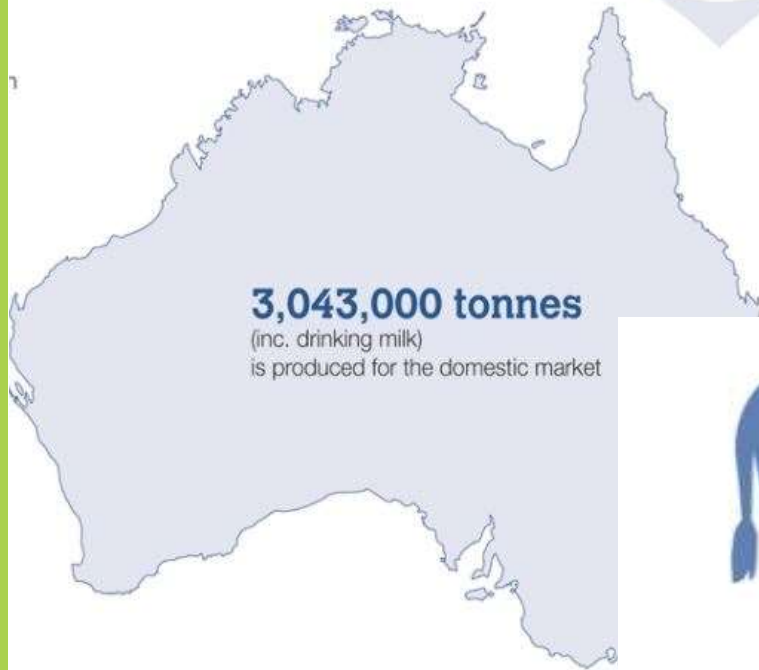 3,043,000 tonnes
(inc. drinking milk)
is produced for the domestic market